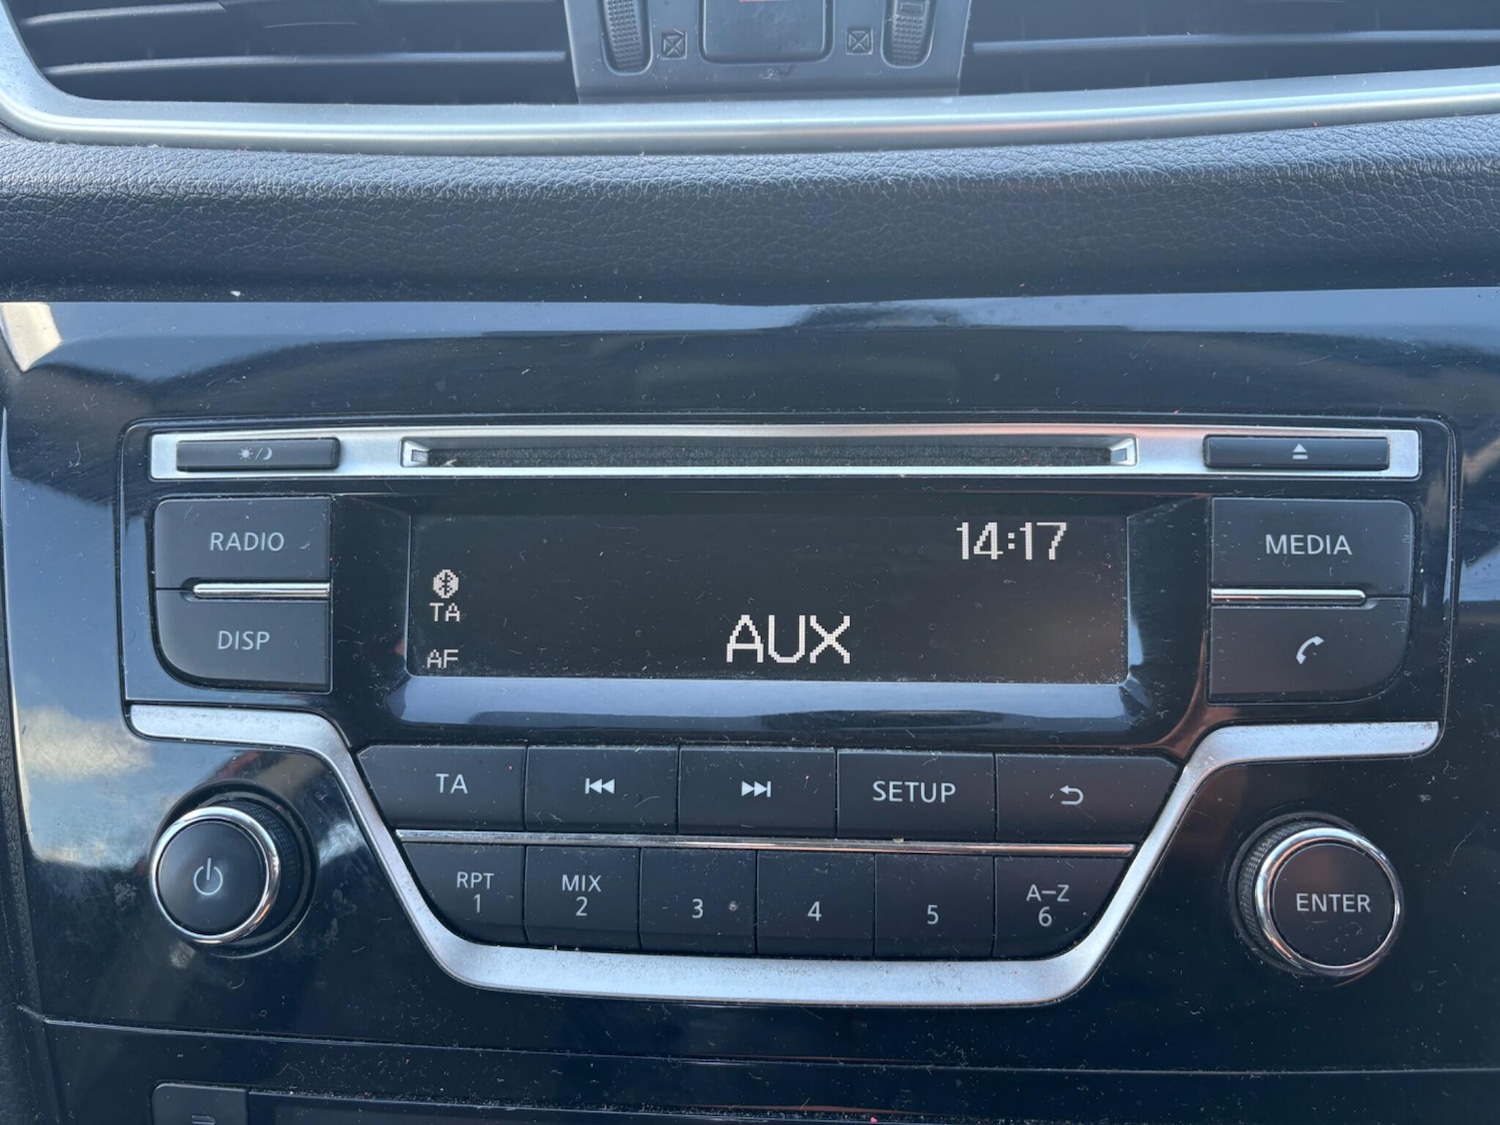 RADIO
14:17
MEDIA
TA
DISP
AF
AUX
TA
SETUP
RPT
1
MIX
2
3
4
5
A-Z
6
ENTER